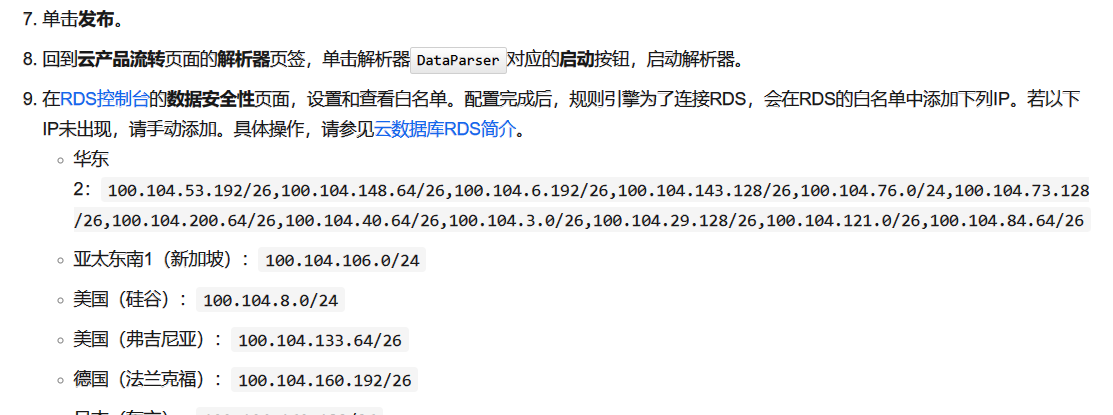 7. 单击发布。
8. 回到云产品流转页面的解析器页签，单击解析器 DataParser 对应的启动按钮，启动解析器。
9. 在RDS控制台的数据安全性页面，设置和查看白名单。配置完成后，规则引擎为了连接RDS，会在RDS的白名单中添加下列IP。若以下
IP未出现，请手动添加。具体操作，请参见云数据库RDS简介。
华东
2：100.104.53.192/26,100.104.148.64/26,100.104.6.192/26,100.104.143.128/26,100.104.76.0/24,100.104.73.128
/26,100.104.200.64/26,100.104.40.64/26,100.104.3.0/26,100.104.29.128/26,100.104.121.0/26,100.104.84.64/26
亚太东南1（新加坡）：100.104.106.0/24
美国（硅谷）：100.104.8.0/24
美国（弗吉尼亚）：100.104.133.64/26
德国（法兰克福）：100.104.160.192/26